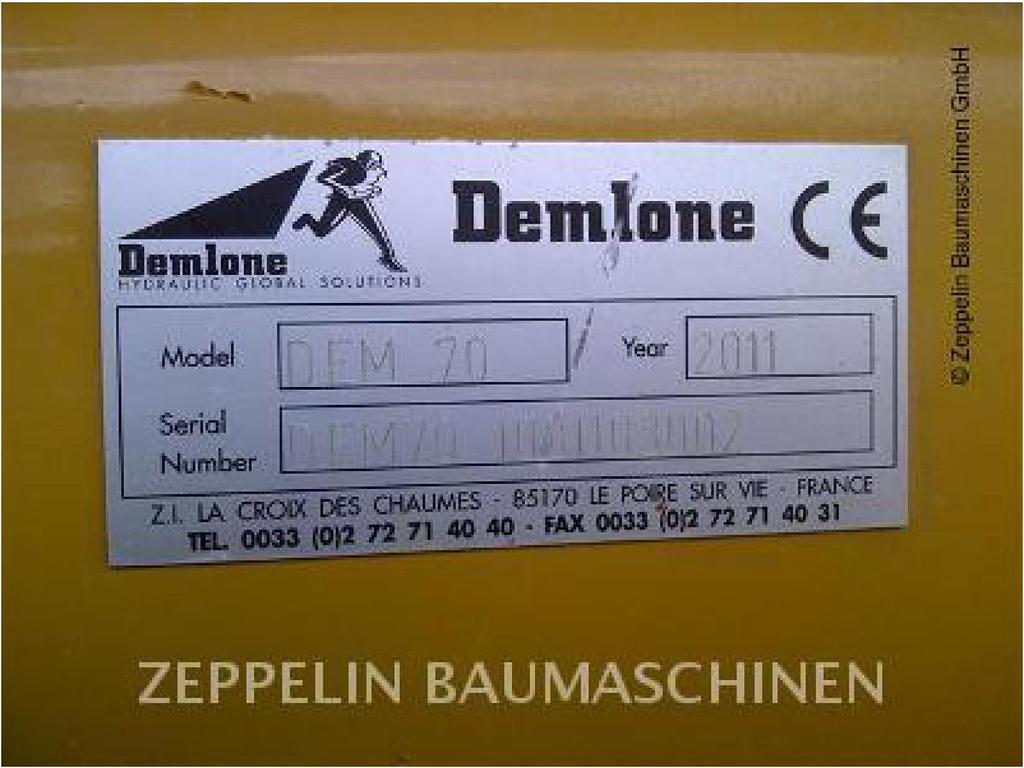 Demlone
HYDRAULIC GLOBAL SOLUTIONS
Demlone CE
Model DEM 70 Year 2011
Serial
Number DEM70
Z.I. LA CROIX DES CHAUMES - 85170 LE POIRE SUR VIE - FRANCE
TEL. 0033 (0)2 72 71 40 40 - FAX 0033 (0)2 72 71 40 31
ZEPPELIN BAUMASCHINEN
© Zeppelin Baumaschinen GmbH